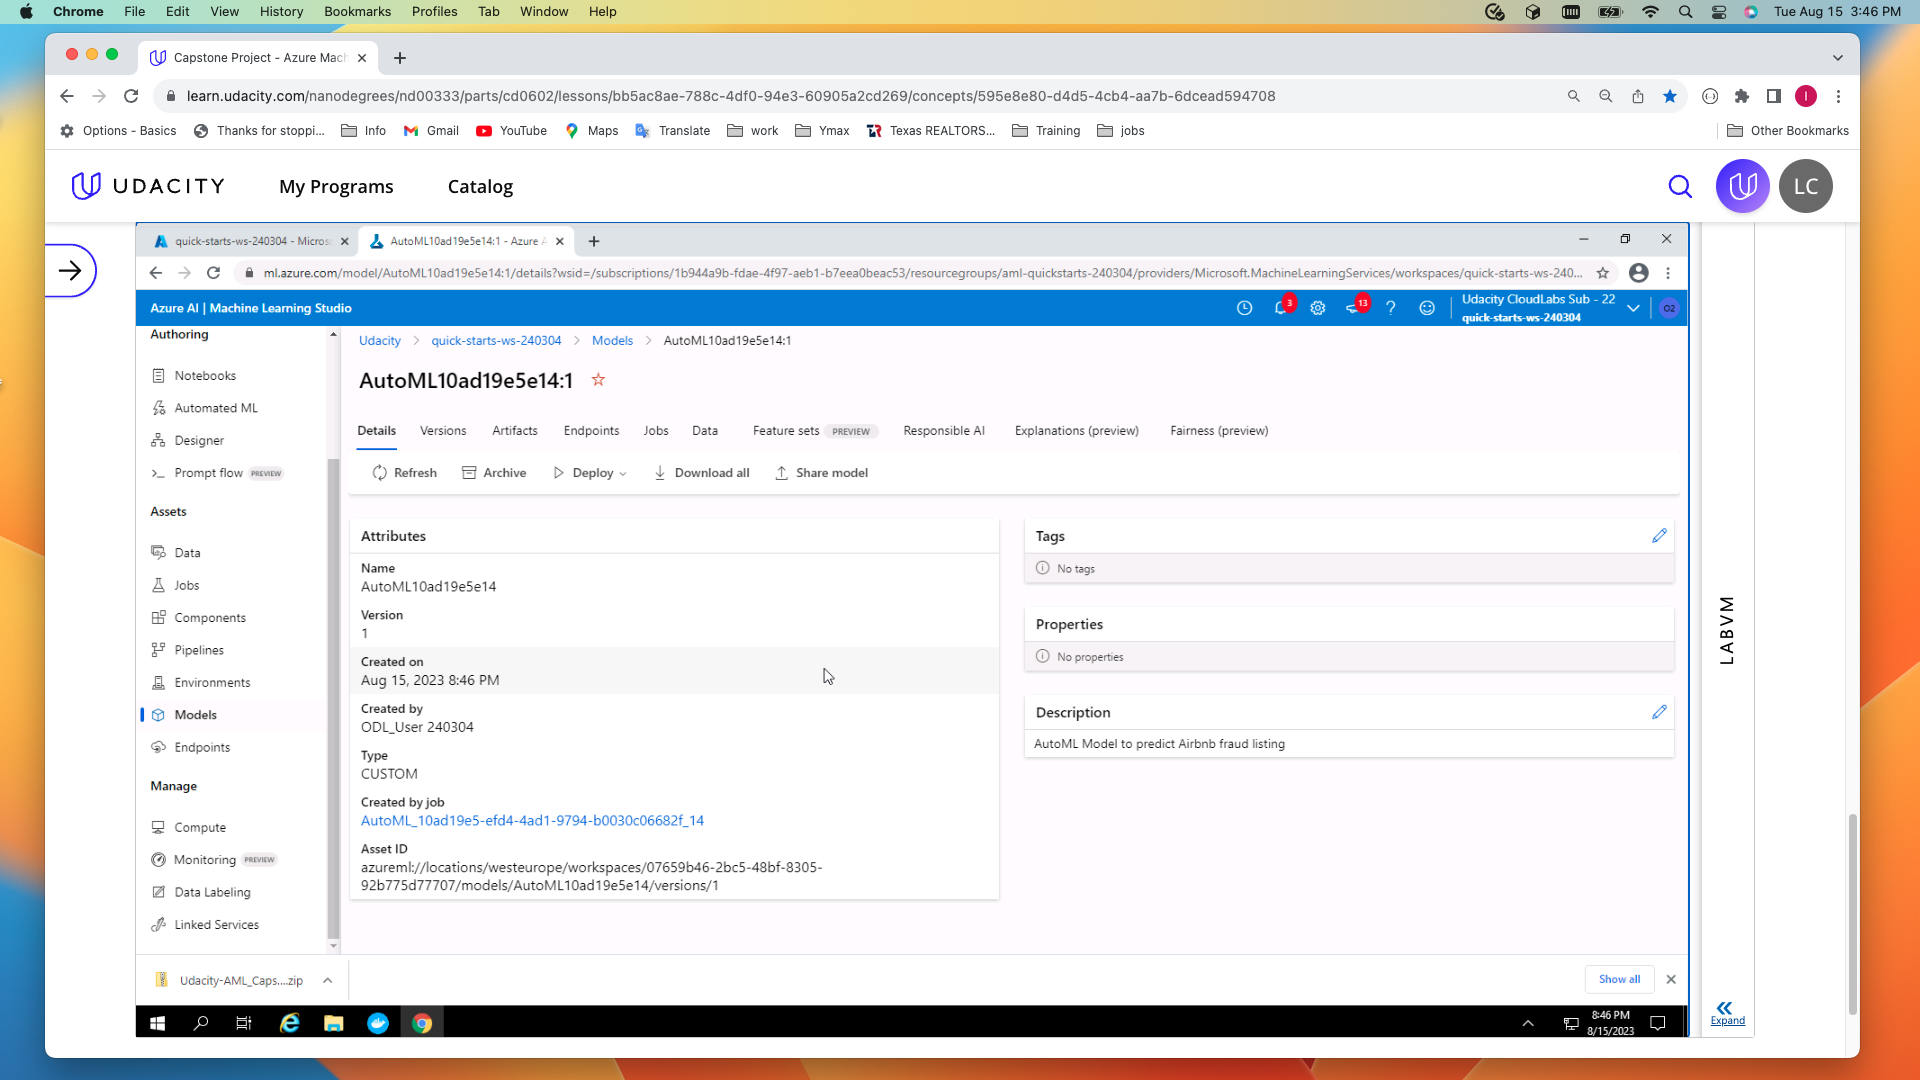 Chrome File Edit View History Bookmarks Profiles Tab Window Help Tue Aug 15 3:46 PM
Capstone Project - Azure Mach
learn.udacity.com/nanodegrees/nd00333/parts/cd0602/lessons/bb5ac8ae-788c-4df0-94e3-60905a2cd269/concepts/595e8e80-d4d5-4cb4-aa7b-6dcead594708
Options - Basics Thanks for stoppi... Info Gmail YouTube Maps Translate work Ymax Texas REALTORS... Training jobs Other Bookmarks
UDACITY My Programs Catalog LC
quick-starts-ws-240304 - Micros AutoML10ad19e5e14:1 - Azure A
ml.azure.com/model/AutoML10ad19e5e14:1/details?wsid=/subscriptions/1b944a9b-fdae-4f97-aeb1-b7eea0beac53/resourcegroups/aml-quickstarts-240304/providers/Microsoft.MachineLearningServices/workspaces/quick-starts-ws-240...
Azure AI | Machine Learning Studio 3 13 ? Udacity CloudLabs Sub - 22
quick-starts-ws-240304
O2
Authoring
Notebooks
Automated ML
Designer
Prompt flow PREVIEW
Assets
Data
Jobs
Components
Pipelines
Environments
Models
Endpoints
Manage
Compute
Monitoring PREVIEW
Data Labeling
Linked Services
Udacity > quick-starts-ws-240304 > Models > AutoML10ad19e5e14:1
AutoML10ad19e5e14:1
Details Versions Artifacts Endpoints Jobs Data Feature sets PREVIEW Responsible AI Explanations (preview) Fairness (preview)
Refresh Archive Deploy Download all Share model
Attributes
Name
AutoML10ad19e5e14
Version
1
Created on
Aug 15, 2023 8:46 PM
Created by
ODL_User 240304
Type
CUSTOM
Created by job
AutoML_10ad19e5-efd4-4ad1-9794-b0030c06682f_14
Asset ID
azureml://locations/westeurope/workspaces/07659b46-2bc5-48bf-8305-
92b775d77707/models/AutoML10ad19e5e14/versions/1
Tags
No tags
Properties
No properties
Description
AutoML Model to predict Airbnb fraud listing
LABVM
Expand
Udacity-AML_Caps....zip Show all
8:46 PM
8/15/2023